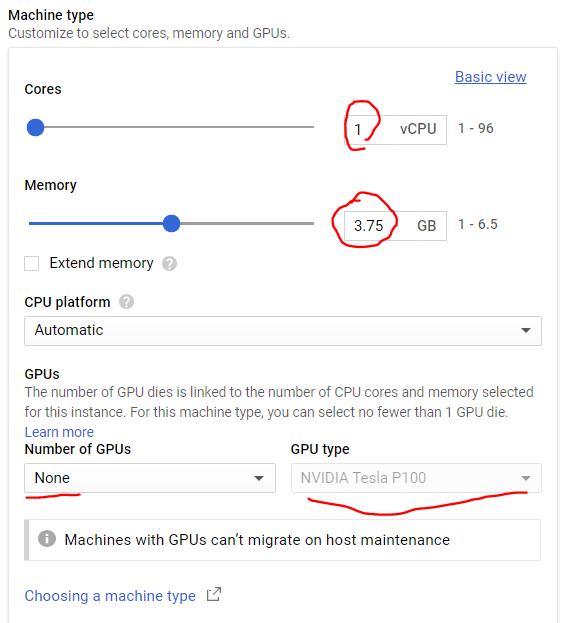 Machine type
Customize to select cores, memory and GPUs.
Basic view
Cores
1 vCPU 1 - 96
Memory
3.75 GB 1 - 6.5
Extend memory ?
CPU platform ?
Automatic
GPUs
The number of GPU dies is linked to the number of CPU cores and memory selected
for this instance. For this machine type, you can select no fewer than 1 GPU die.
Learn more
Number of GPUs GPU type
None NVIDIA Tesla P100
Machines with GPUs can't migrate on host maintenance
Choosing a machine type